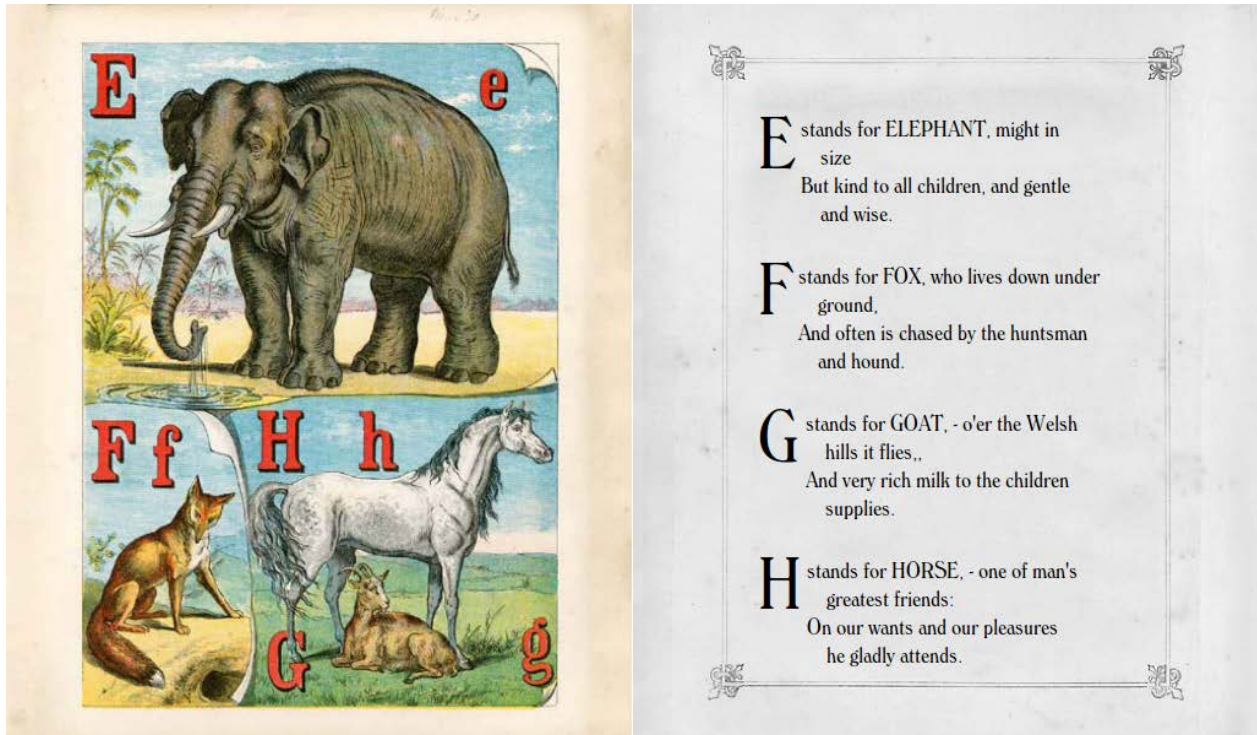 E e
F f
H h
G g
E stands for ELEPHANT, might in
size
But kind to all children, and gentle
and wise.
F stands for FOX, who lives down under
ground,
And often is chased by the huntsman
and hound.
G stands for GOAT, - o'er the Welsh
hills it flies,,
And very rich milk to the children
supplies.
H stands for HORSE, - one of man's
greatest friends:
On our wants and our pleasures
he gladly attends.